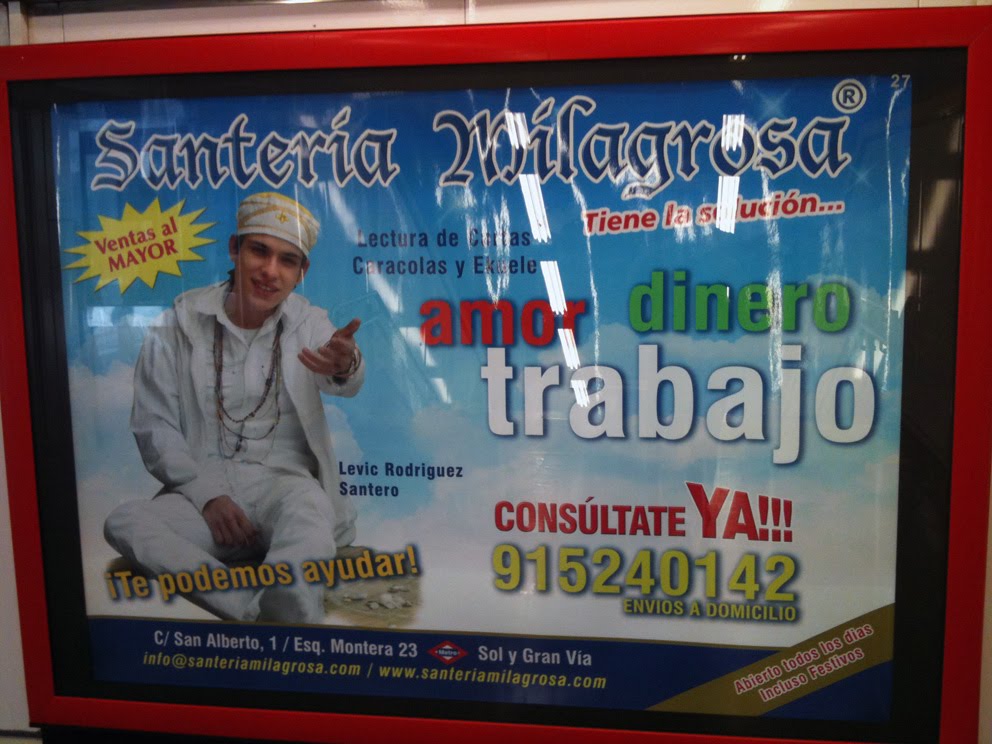 27
Santería Milagrosa®
Tiene la solución...
Ventas al
MAYOR
Lectura de Cartas
Caracolas y Ekuele
amor dinero
trabajo
Levic Rodriguez
Santero
CONSÚLTATE YA!!!
915240142
ENVIOS A DOMICILIO
¡Te podemos ayudar!
C/ San Alberto, 1 / Esq. Montera 23 Metro Sol y Gran Vía
info@santeriamilagrosa.com / www.santeriamilagrosa.com
Abierto todos los dias
Incluso Festivos